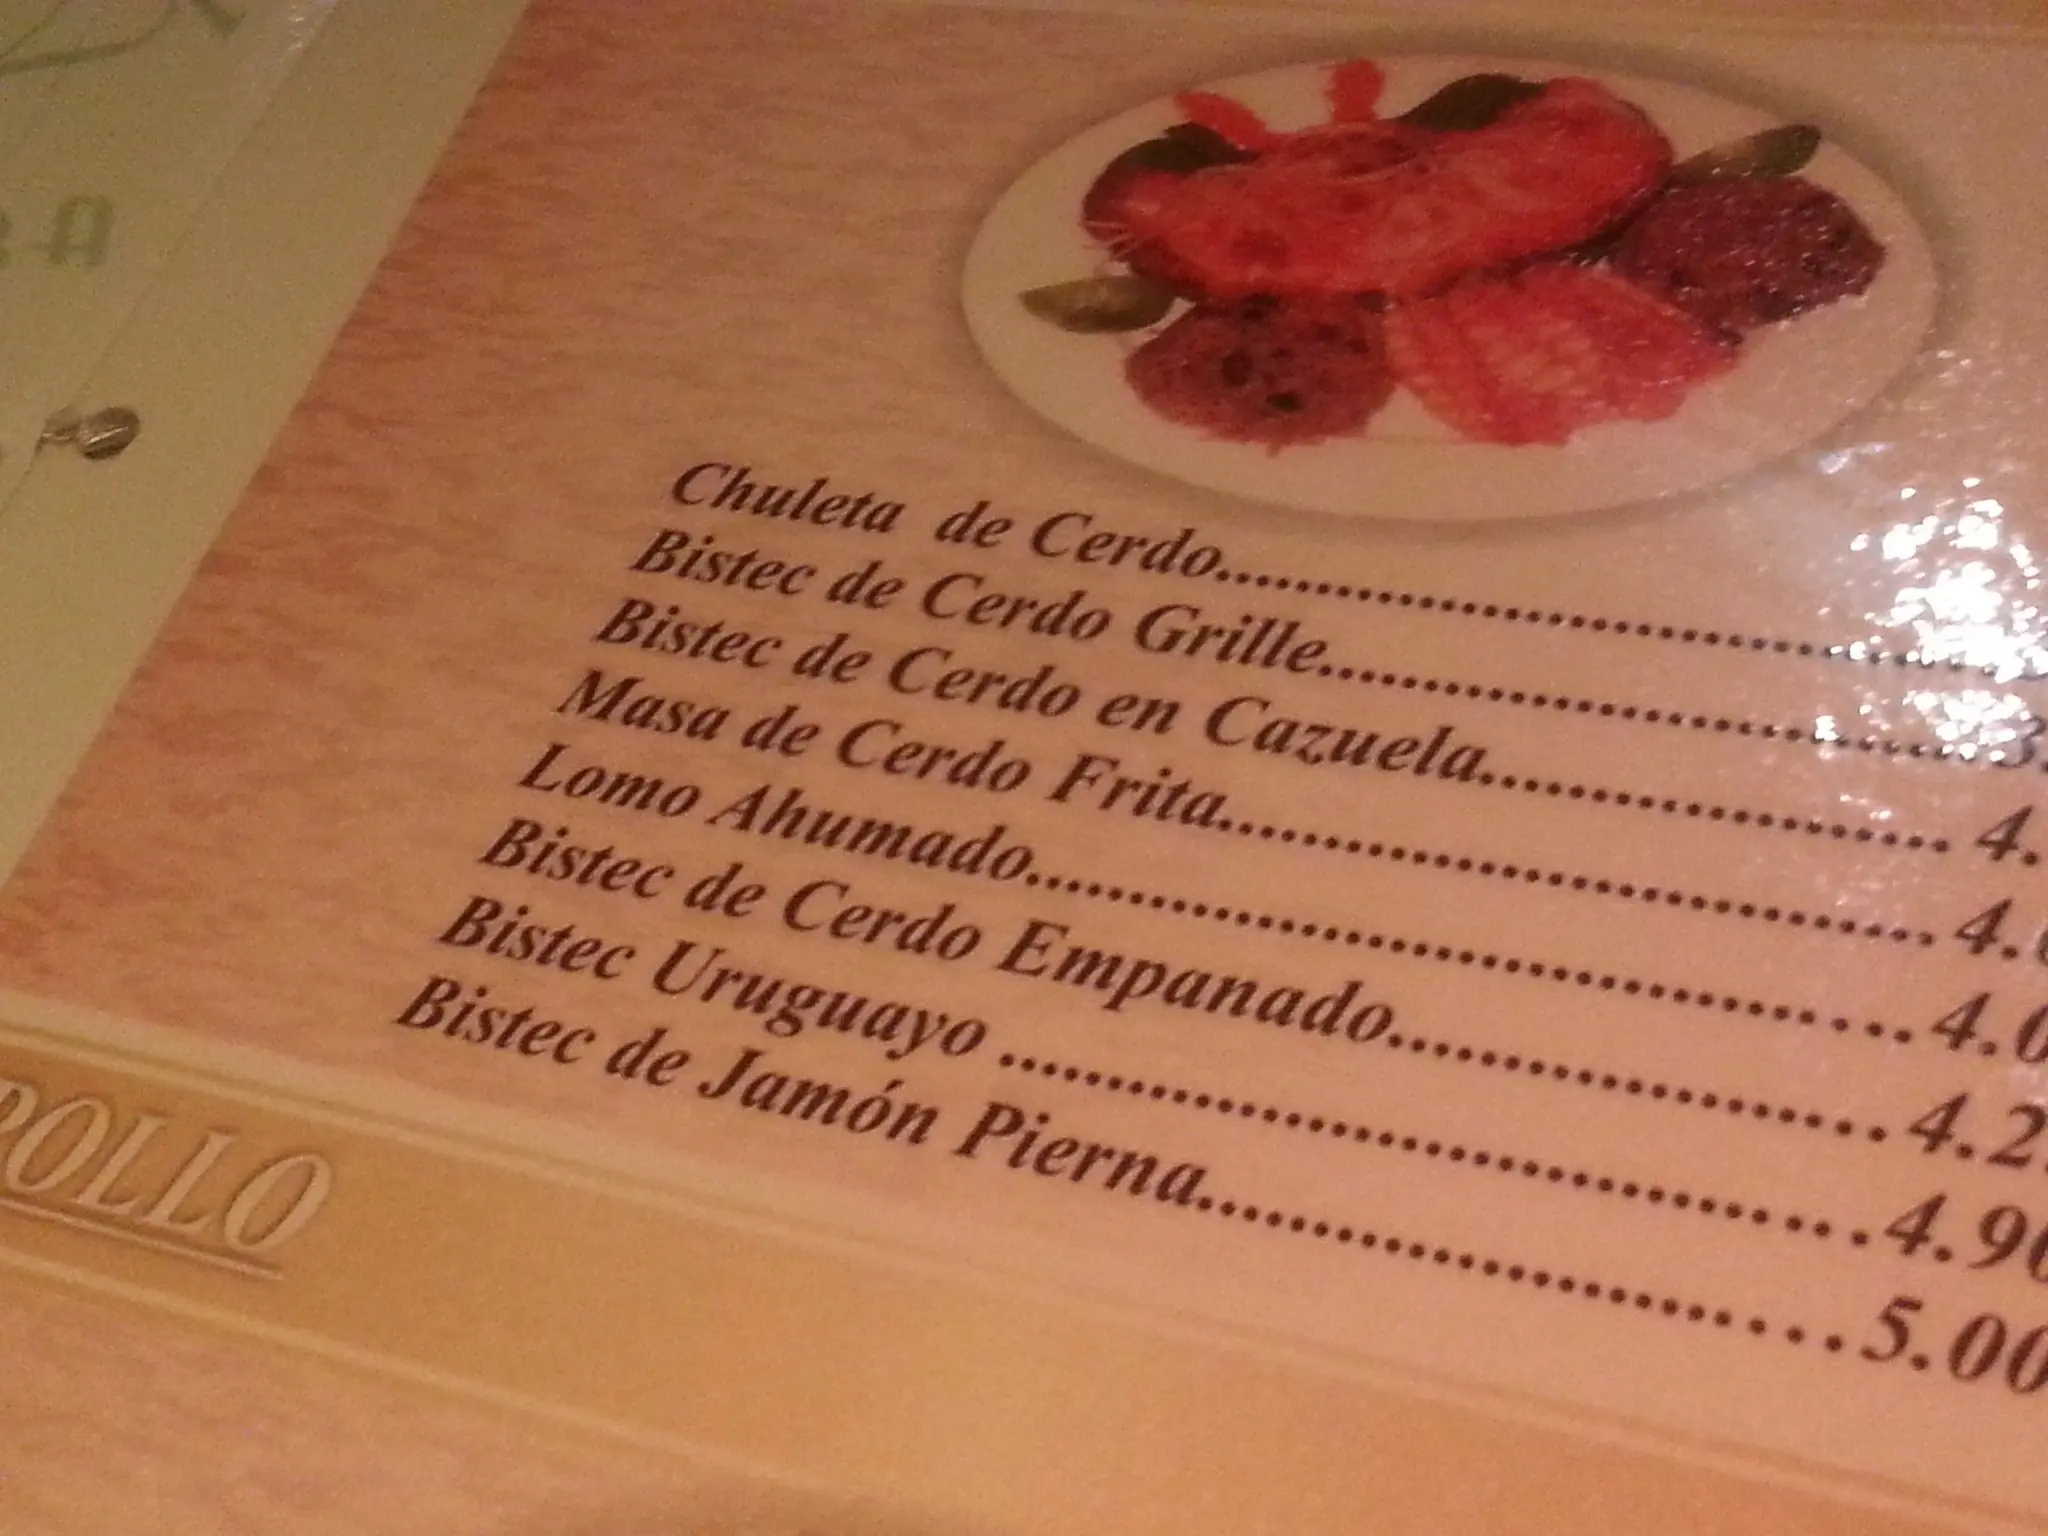 Chuleta de Cerdo
Bistec de Cerdo Grille
Bistec de Cerdo en Cazuela 4.
Masa de Cerdo Frita 4.
Lomo Ahumado 4.0
Bistec de Cerdo Empanado 4.2
Bistec Uruguayo 4.90
Bistec de Jamón Pierna 5.00
POLLO